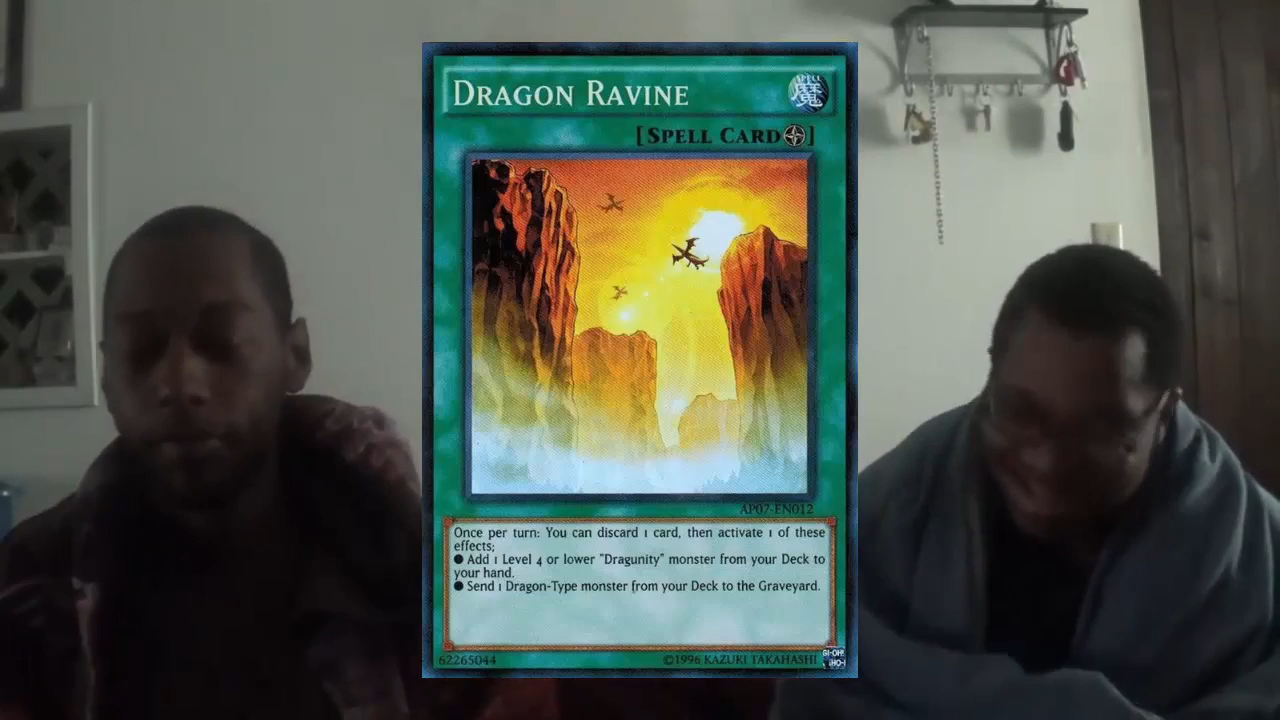 DRAGON RAVINE
SPELL
魔
[SPELL CARD]
AP07-EN012
Once per turn: You can discard 1 card, then activate 1 of these
effects;
● Add 1 Level 4 or lower "Dragunity" monster from your Deck to
your hand.
● Send 1 Dragon-Type monster from your Deck to the Graveyard.
62265044
©1996 KAZUKI TAKAHASHI